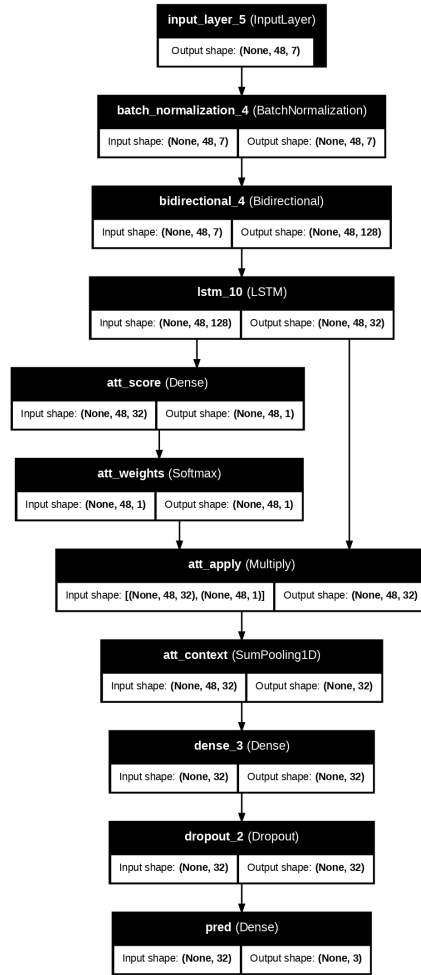 input_layer_5 (InputLayer)
Output shape: (None, 48, 7)
batch_normalization_4 (BatchNormalization)
Input shape: (None, 48, 7) Output shape: (None, 48, 7)
bidirectional_4 (Bidirectional)
Input shape: (None, 48, 7) Output shape: (None, 48, 128)
lstm_10 (LSTM)
Input shape: (None, 48, 128) Output shape: (None, 48, 32)
att_score (Dense)
Input shape: (None, 48, 32) Output shape: (None, 48, 1)
att_weights (Softmax)
Input shape: (None, 48, 1) Output shape: (None, 48, 1)
att_apply (Multiply)
Input shape: [(None, 48, 32), (None, 48, 1)] Output shape: (None, 48, 32)
att_context (SumPooling1D)
Input shape: (None, 48, 32) Output shape: (None, 32)
dense_3 (Dense)
Input shape: (None, 32) Output shape: (None, 32)
dropout_2 (Dropout)
Input shape: (None, 32) Output shape: (None, 32)
pred (Dense)
Input shape: (None, 32) Output shape: (None, 3)